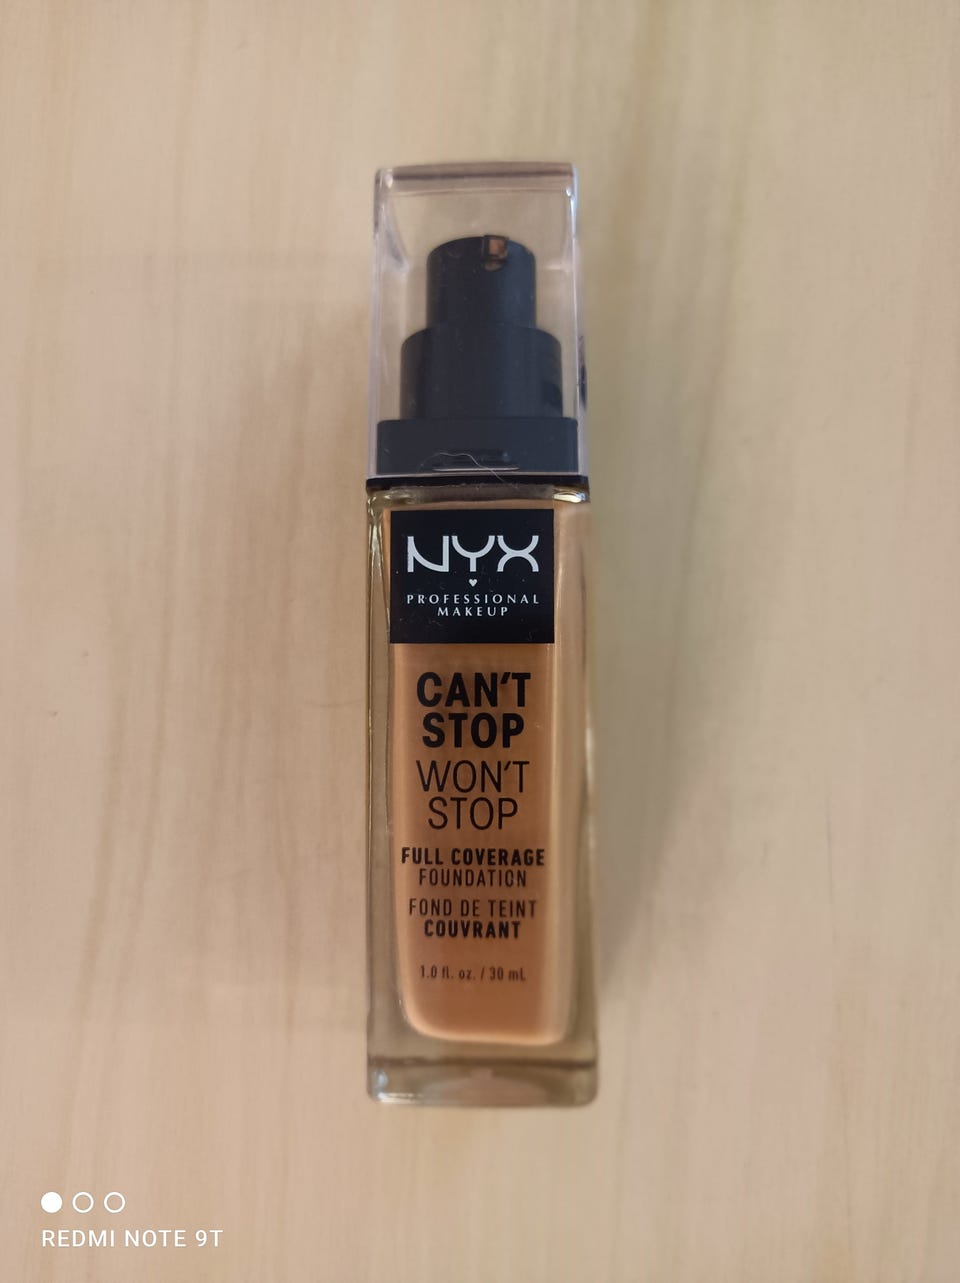 NYX
PROFESSIONAL
MAKEUP
CAN'T
STOP
WON'T
STOP
FULL COVERAGE
FOUNDATION
FOND DE TEINT
COUVRANT
1.0 fl. oz. / 30 mL
REDMI NOTE 9T